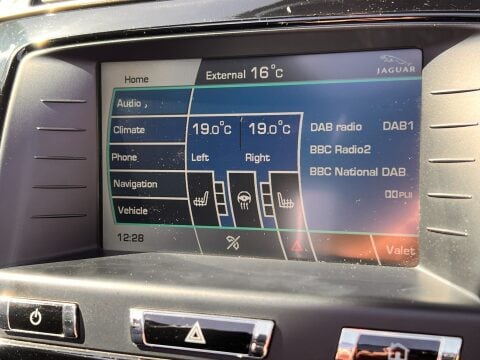 Home
External 16°C
JAGUAR
Audio
Climate
19.0°C 19.0°C
Left Right
Phone
Navigation
Vehicle
DAB radio DAB1
BBC Radio2
BBC National DAB
PLII
12:28
Valet